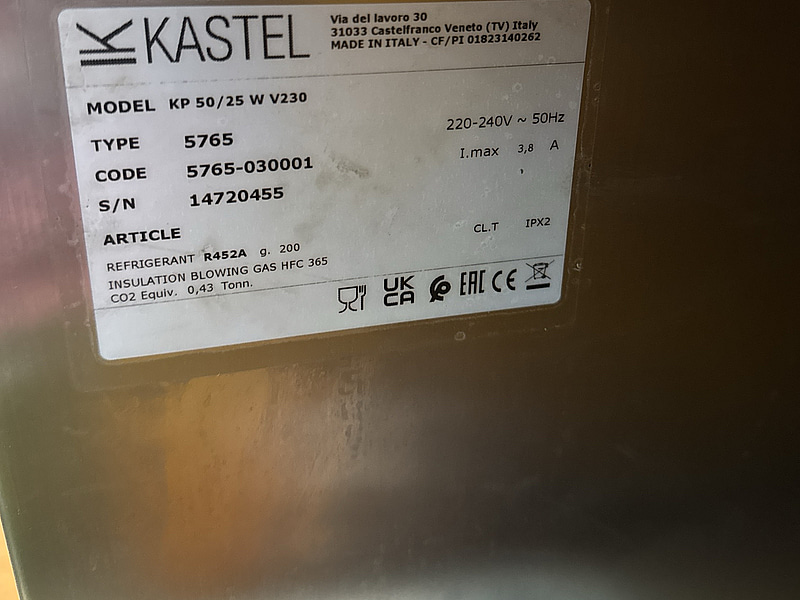 KASTEL
Via del lavoro 30
31033 Castelfranco Veneto (TV) Italy
MADE IN ITALY - CF/PI 01823140262
MODEL KP 50/25 W V230
TYPE 5765
220-240V ~ 50Hz
CODE 5765-030001
I.max 3,8 A
S/N 14720455
ARTICLE
CL.T IPX2
REFRIGERANT R452A g. 200
INSULATION BLOWING GAS HFC 365
CO2 Equiv. 0,43 Tonn.
UK
CA
EAC CE